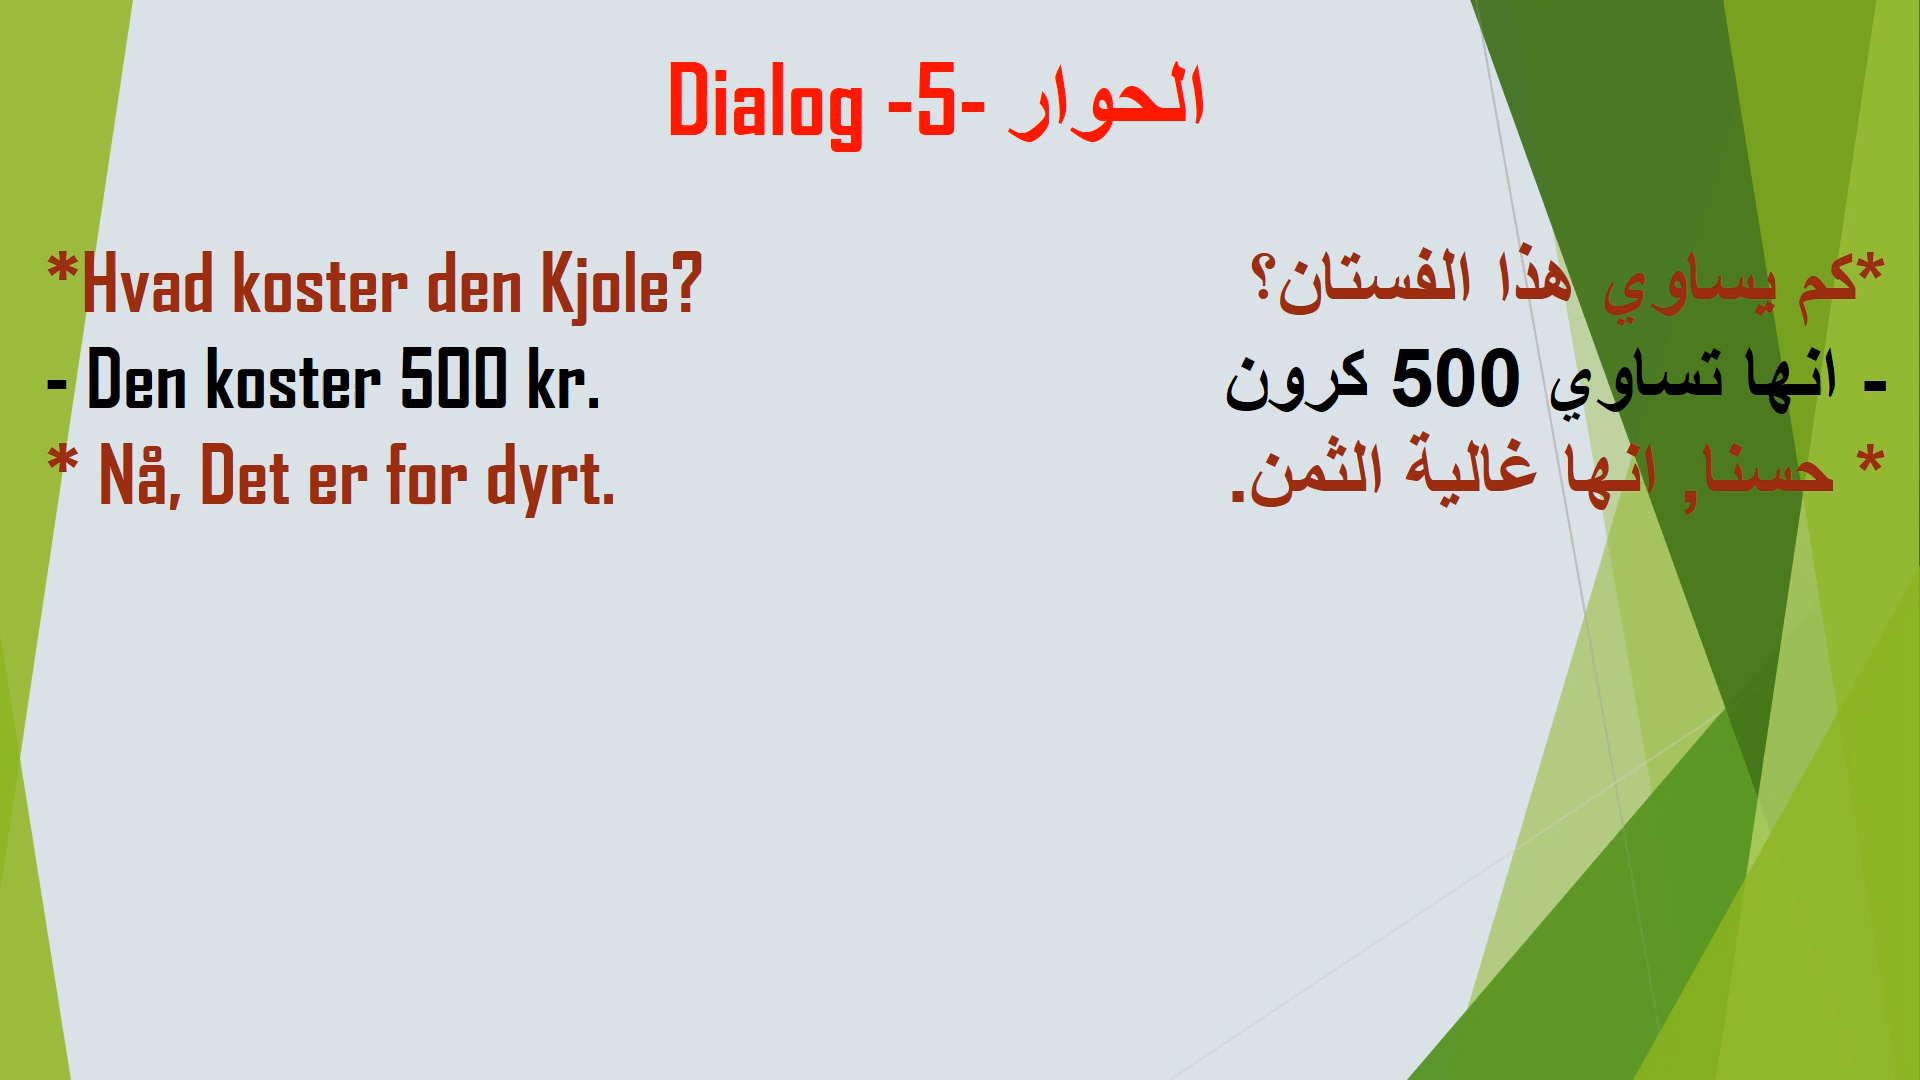 Dialog -5- الحوار
*Hvad koster den Kjole?
- Den koster 500 kr.
* Nå, Det er for dyrt.
*كم يساوي هذا الفستان؟
- انها تساوي 500 كرون
* حسنا, انها غالية الثمن.